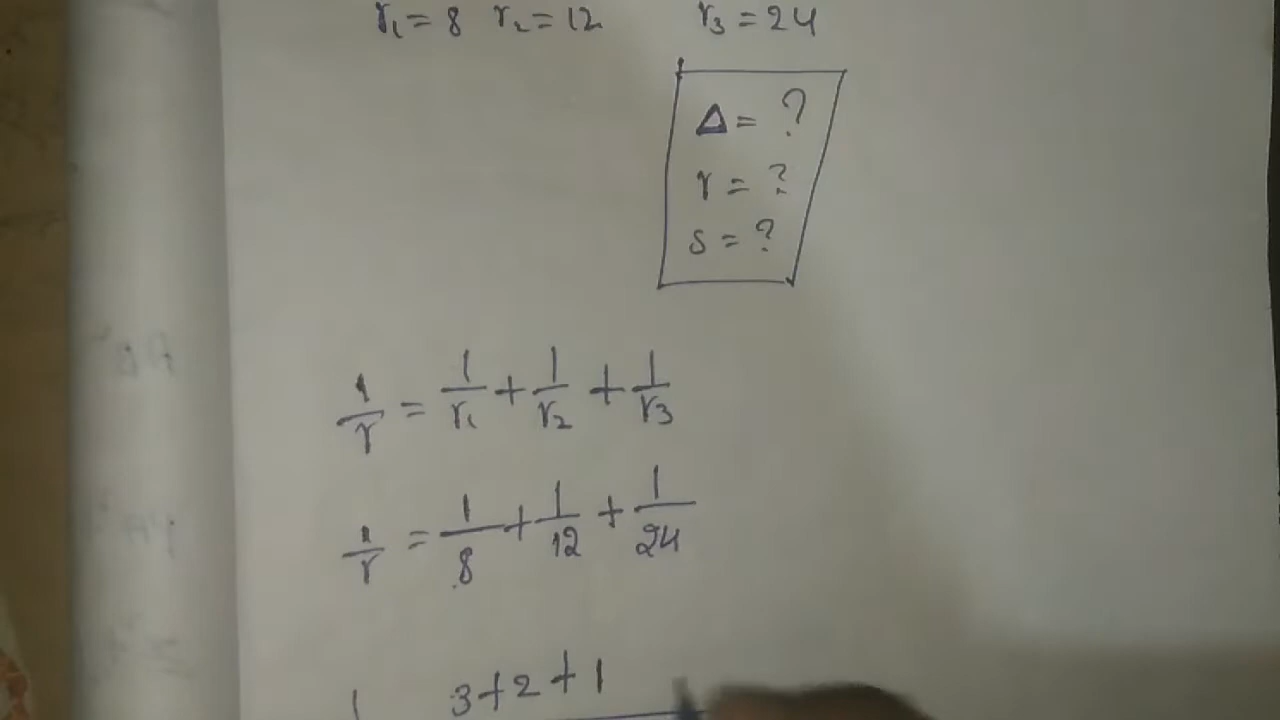 r₁ = 8 r₂ = 12 r₃ = 24
Δ = ?
r = ?
s = ?
1/r = 1/r₁ + 1/r₂ + 1/r₃
1/r = 1/8 + 1/12 + 1/24
1 3+2+1